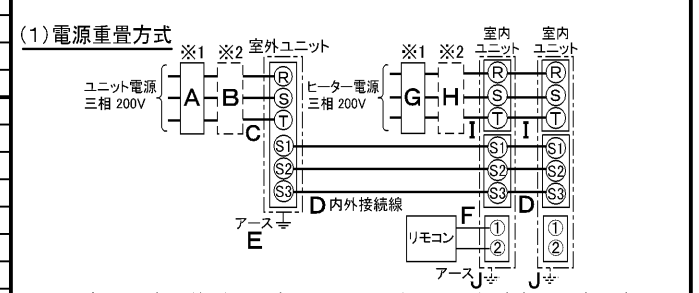 (1)電源重畳方式
※1 ※2 室外ユニット
ユニット電源
三相 200V
A
B
C
R
S
T
S1
S2
S3
アース
E
D 内外接続線
ヒーター電源
三相 200V
※1 ※2
G
H
I
室内
ユニット
R
S
T
S1
S2
S3
①
②
I
D
室内
ユニット
R
S
T
S1
S2
S3
①
②
リモコン
F
アース J
J